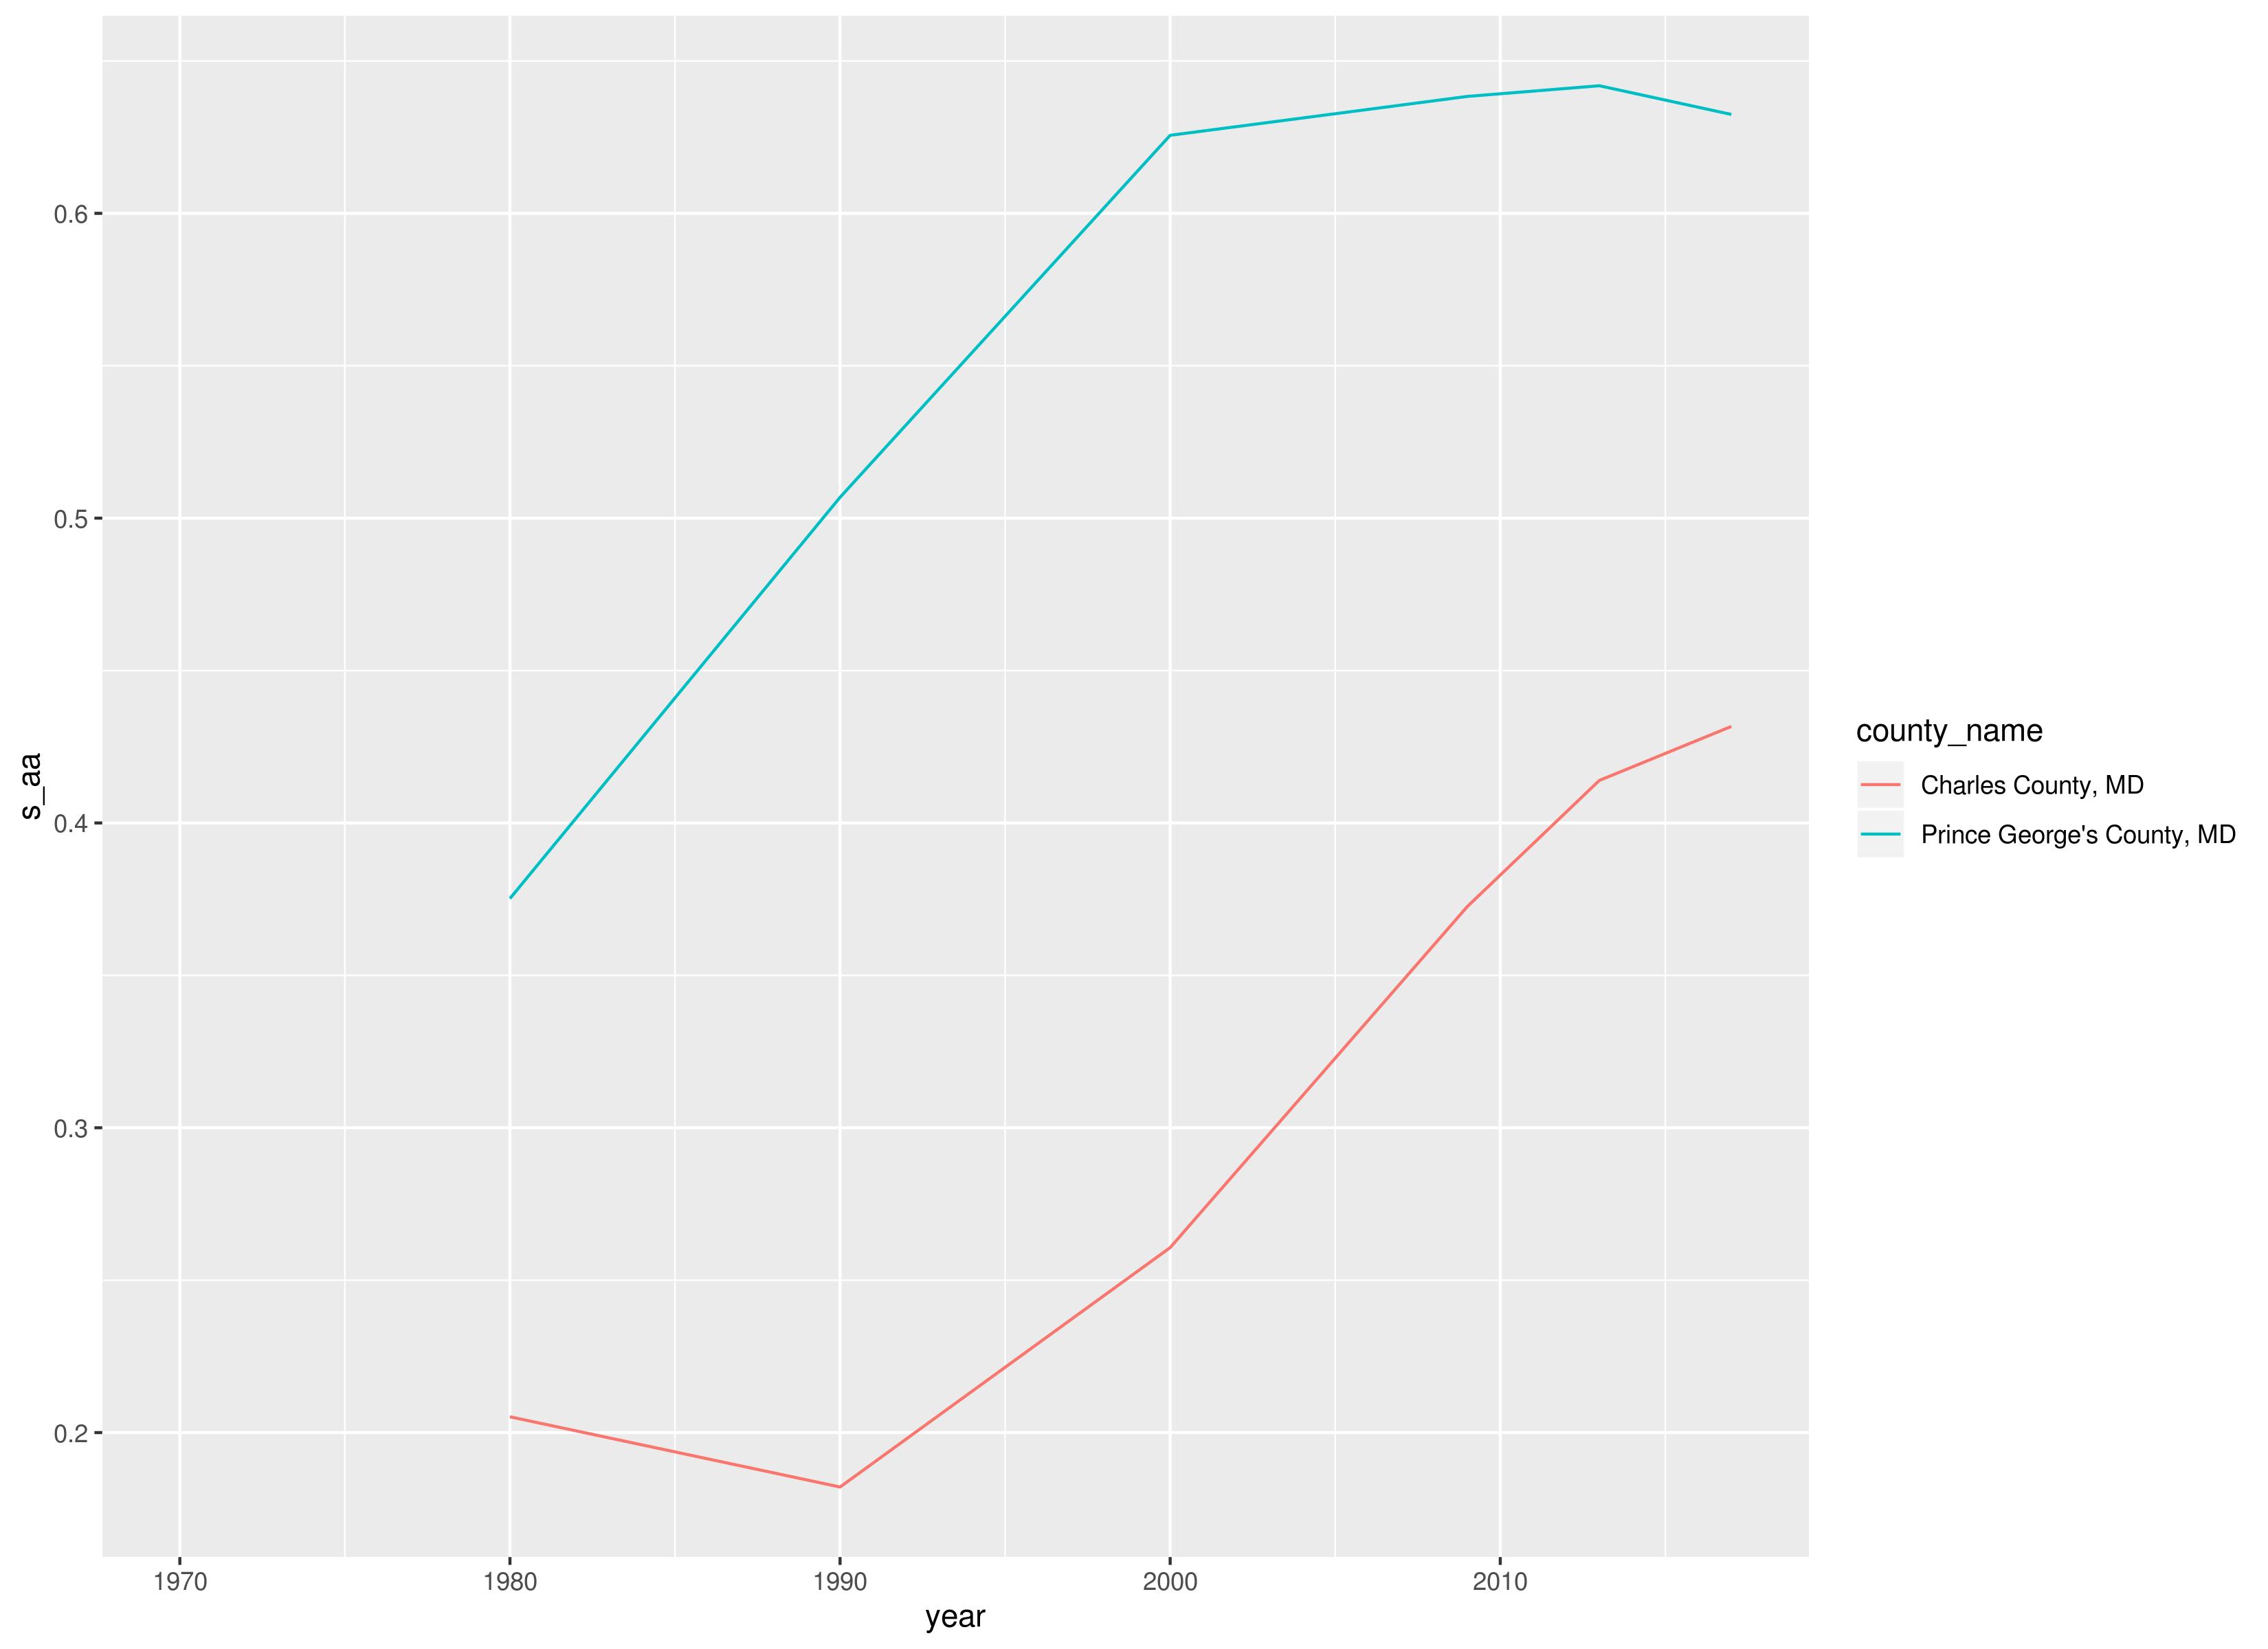 0.6
0.5
0.4
0.3
0.2
s_aa
1970 1980 1990 2000 2010
year
county_name
Charles County, MD
Prince George's County, MD